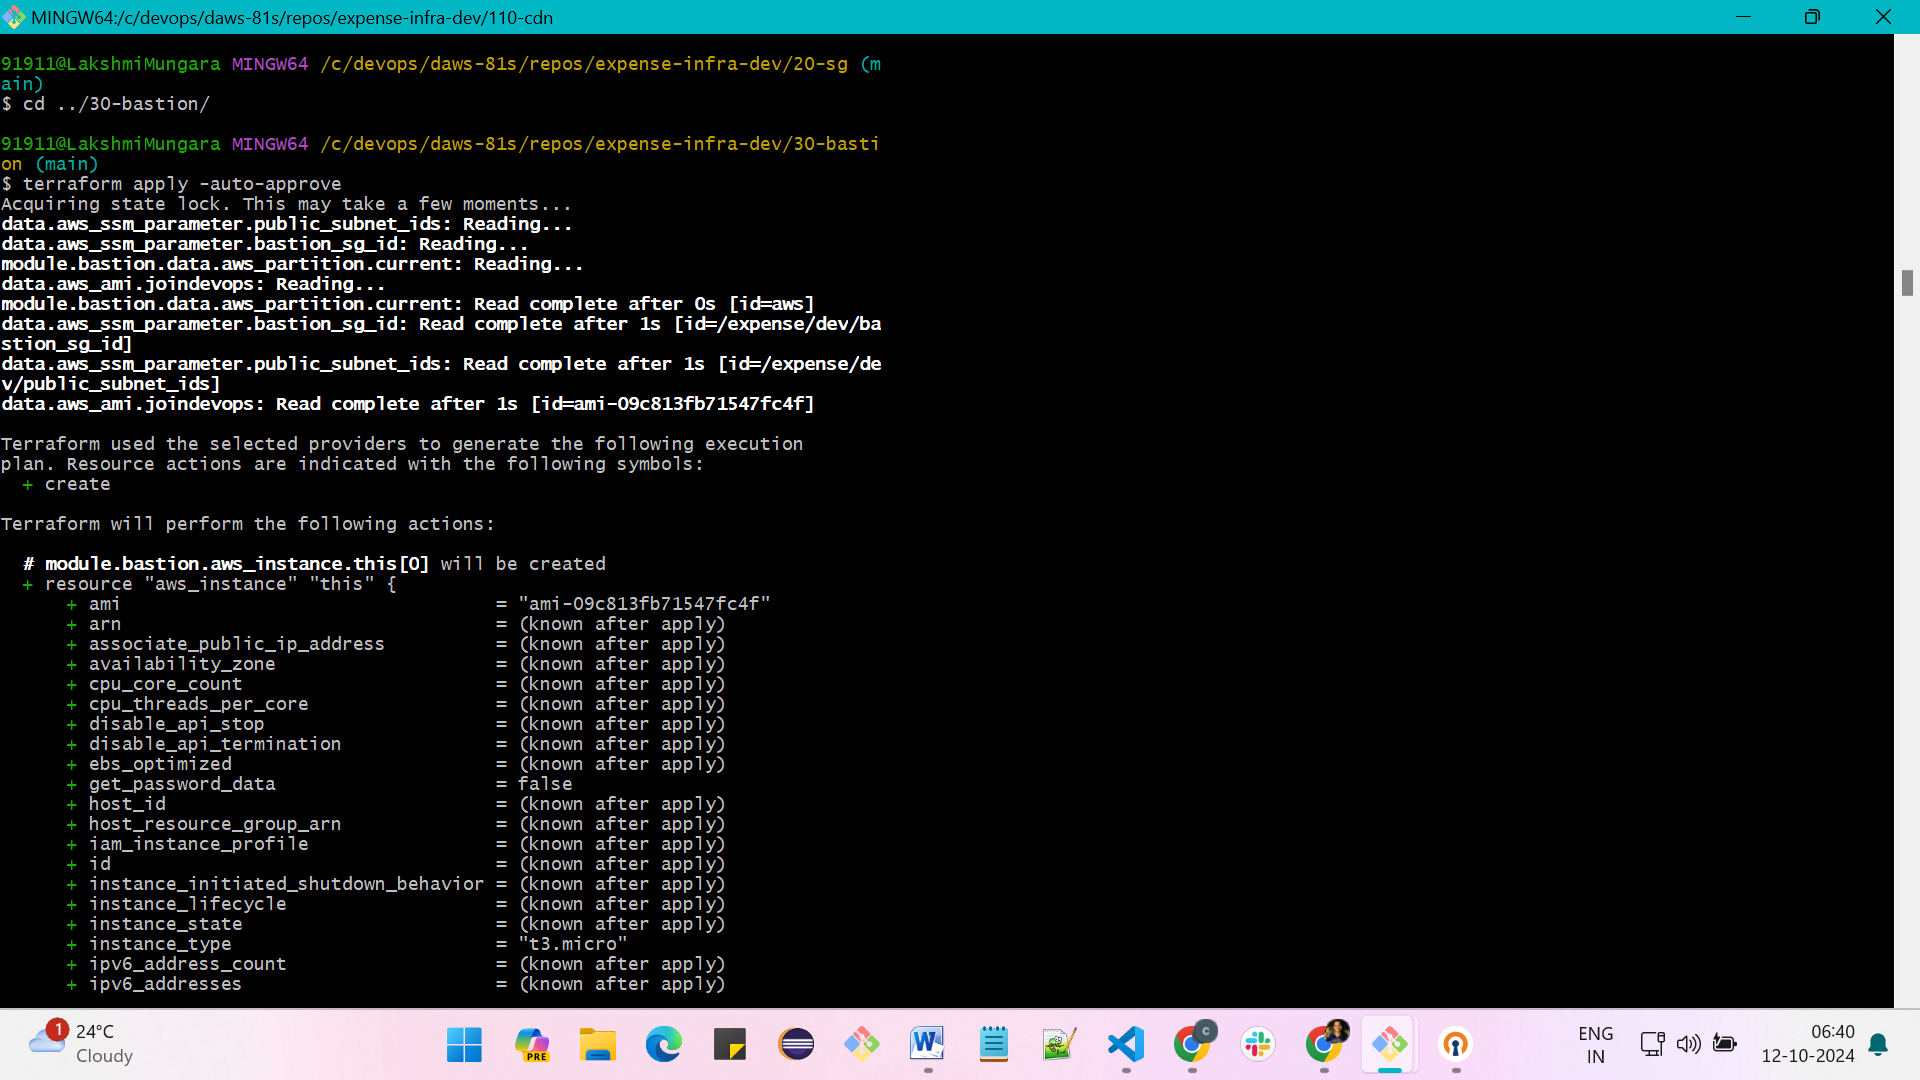 MINGW64:/c/devops/daws-81s/repos/expense-infra-dev/110-cdn
91911@LakshmiMungara MINGW64 /c/devops/daws-81s/repos/expense-infra-dev/20-sg (m
ain)
$ cd ../30-bastion/
91911@LakshmiMungara MINGW64 /c/devops/daws-81s/repos/expense-infra-dev/30-basti
on (main)
$ terraform apply -auto-approve
Acquiring state lock. This may take a few moments...
data.aws_ssm_parameter.public_subnet_ids: Reading...
data.aws_ssm_parameter.bastion_sg_id: Reading...
module.bastion.data.aws_partition.current: Reading...
data.aws_ami.joindevops: Reading...
module.bastion.data.aws_partition.current: Read complete after 0s [id=aws]
data.aws_ssm_parameter.bastion_sg_id: Read complete after 1s [id=/expense/dev/ba
stion_sg_id]
data.aws_ssm_parameter.public_subnet_ids: Read complete after 1s [id=/expense/de
v/public_subnet_ids]
data.aws_ami.joindevops: Read complete after 1s [id=ami-09c813fb71547fc4f]
Terraform used the selected providers to generate the following execution
plan. Resource actions are indicated with the following symbols:
  + create
Terraform will perform the following actions:
  # module.bastion.aws_instance.this[0] will be created
  + resource "aws_instance" "this" {
      + ami                                  = "ami-09c813fb71547fc4f"
      + arn                                  = (known after apply)
      + associate_public_ip_address          = (known after apply)
      + availability_zone                    = (known after apply)
      + cpu_core_count                       = (known after apply)
      + cpu_threads_per_core                 = (known after apply)
      + disable_api_stop                     = (known after apply)
      + disable_api_termination              = (known after apply)
      + ebs_optimized                        = (known after apply)
      + get_password_data                    = false
      + host_id                              = (known after apply)
      + host_resource_group_arn              = (known after apply)
      + iam_instance_profile                 = (known after apply)
      + id                                   = (known after apply)
      + instance_initiated_shutdown_behavior = (known after apply)
      + instance_lifecycle                   = (known after apply)
      + instance_state                       = (known after apply)
      + instance_type                        = "t3.micro"
      + ipv6_address_count                   = (known after apply)
      + ipv6_addresses                       = (known after apply)
1
24°C
Cloudy
PRE
W
C
ENG
IN
06:40
12-10-2024